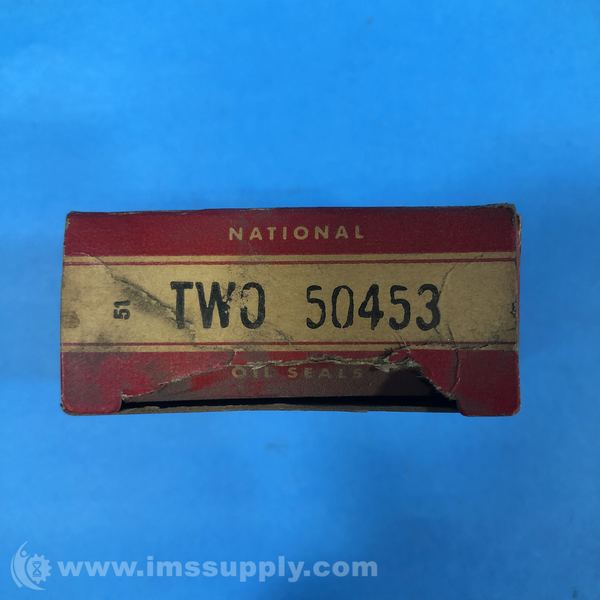 NATIONAL
51
TWO 50453
OIL SEALS
www.imssupply.com